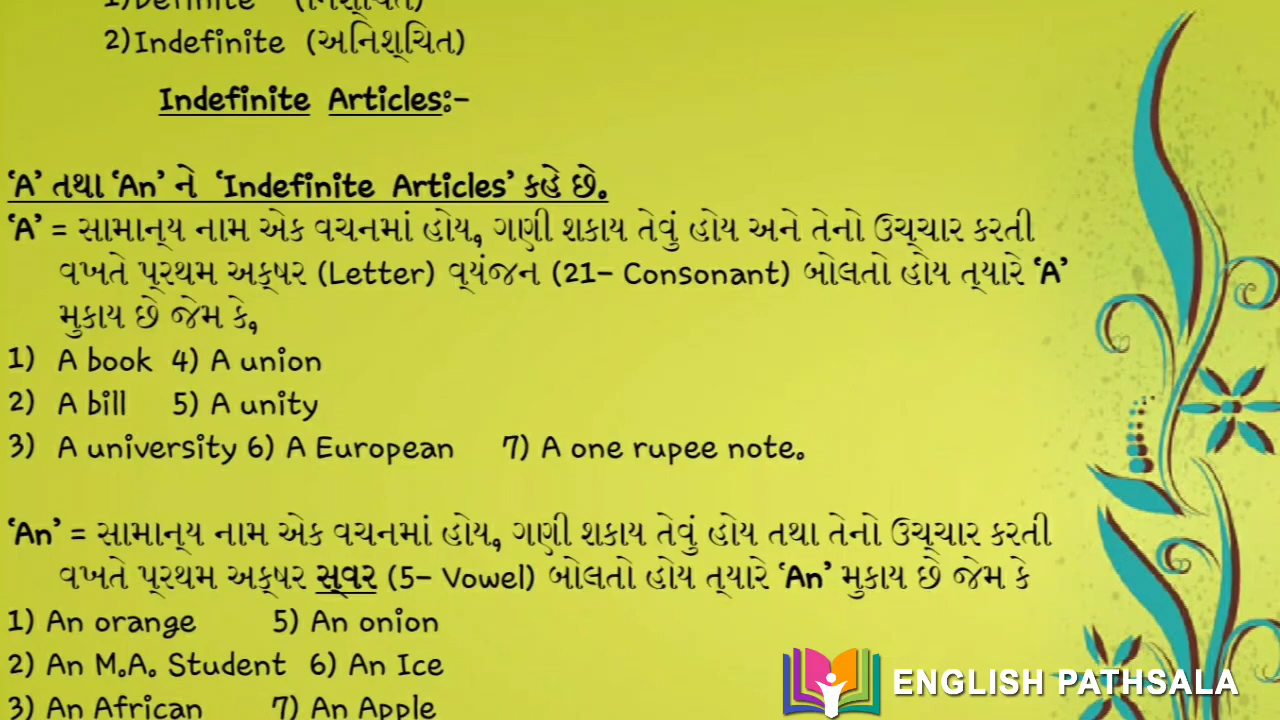 1)Definite (નિશ્ચિત)
2)Indefinite (અનિશ્ચિત)
Indefinite Articles:-
‘A’ તથા ‘An’ ને ‘Indefinite Articles’ કહે છે.
‘A’ = સામાન્ય નામ એક વચનમાં હોય, ગણી શકાય તેવું હોય અને તેનો ઉચ્ચાર કરતી
વખતે પ્રથમ અક્ષર (Letter) વ્યંજન (21- Consonant) બોલતો હોય ત્યારે ‘A’
મુકાય છે જેમ કે,
1) A book 4) A union
2) A bill 5) A unity
3) A university 6) A European 7) A one rupee note.
‘An’ = સામાન્ય નામ એક વચનમાં હોય, ગણી શકાય તેવું હોય તથા તેનો ઉચ્ચાર કરતી
વખતે પ્રથમ અક્ષર સ્વર (5- Vowel) બોલતો હોય ત્યારે ‘An’ મુકાય છે જેમ કે
1) An orange 5) An onion
2) An M.A. Student 6) An Ice
3) An African 7) An Apple
ENGLISH PATHSALA